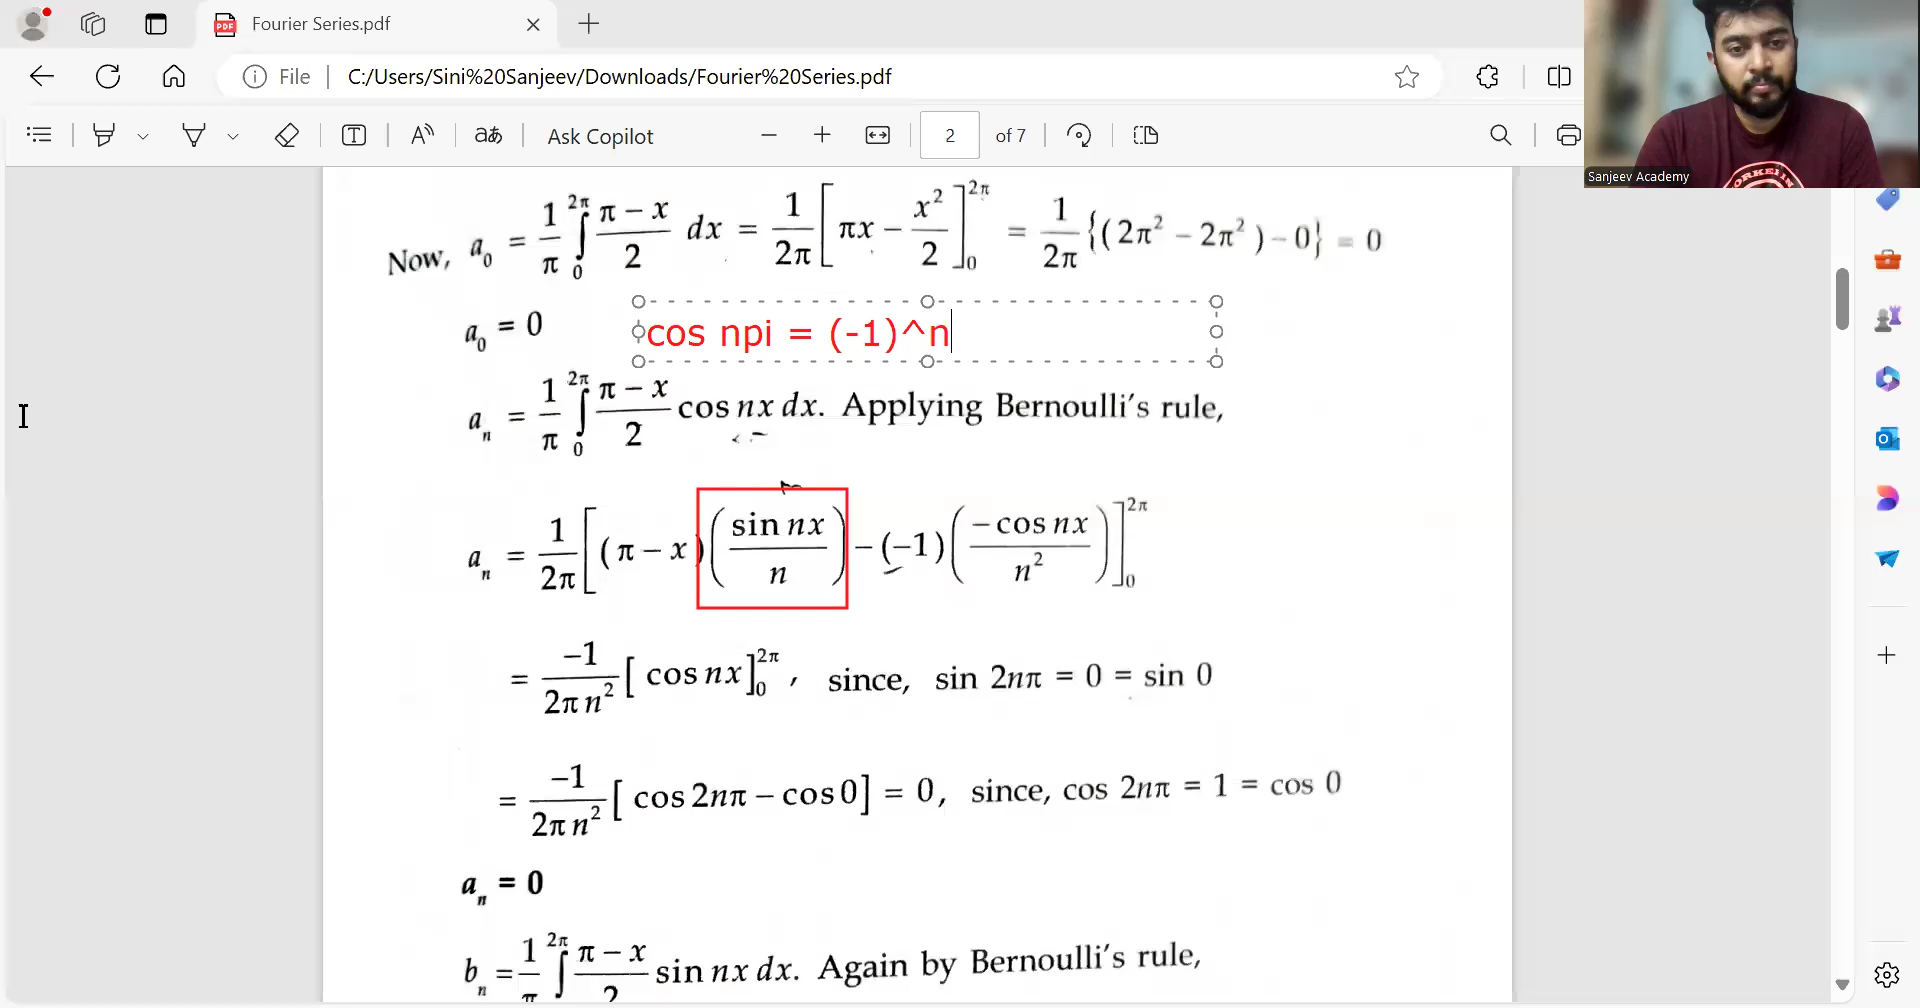 Fourier Series.pdf
File | C:/Users/Sini%20Sanjeev/Downloads/Fourier%20Series.pdf
Ask Copilot
2 of 7
Sanjeev Academy
Now, a₀ = 1/π ∫₀^2π (π − x)/2 dx = 1/2π [πx − x²/2]₀^2π = 1/2π {(2π² − 2π²) − 0} = 0
a₀ = 0
cos npi = (-1)^n
aₙ = 1/π ∫₀^2π (π − x)/2 cos nx dx. Applying Bernoulli's rule,
aₙ = 1/2π [(π − x)(sin nx/n) − (−1)(−cos nx/n²)]₀^2π
= −1/2πn² [cos nx]₀^2π, since, sin 2nπ = 0 = sin 0
= −1/2πn² [cos 2nπ − cos 0] = 0, since, cos 2nπ = 1 = cos 0
aₙ = 0
bₙ = 1/π ∫ ^2π (π − x)/2 sin nx dx. Again by Bernoulli's rule,